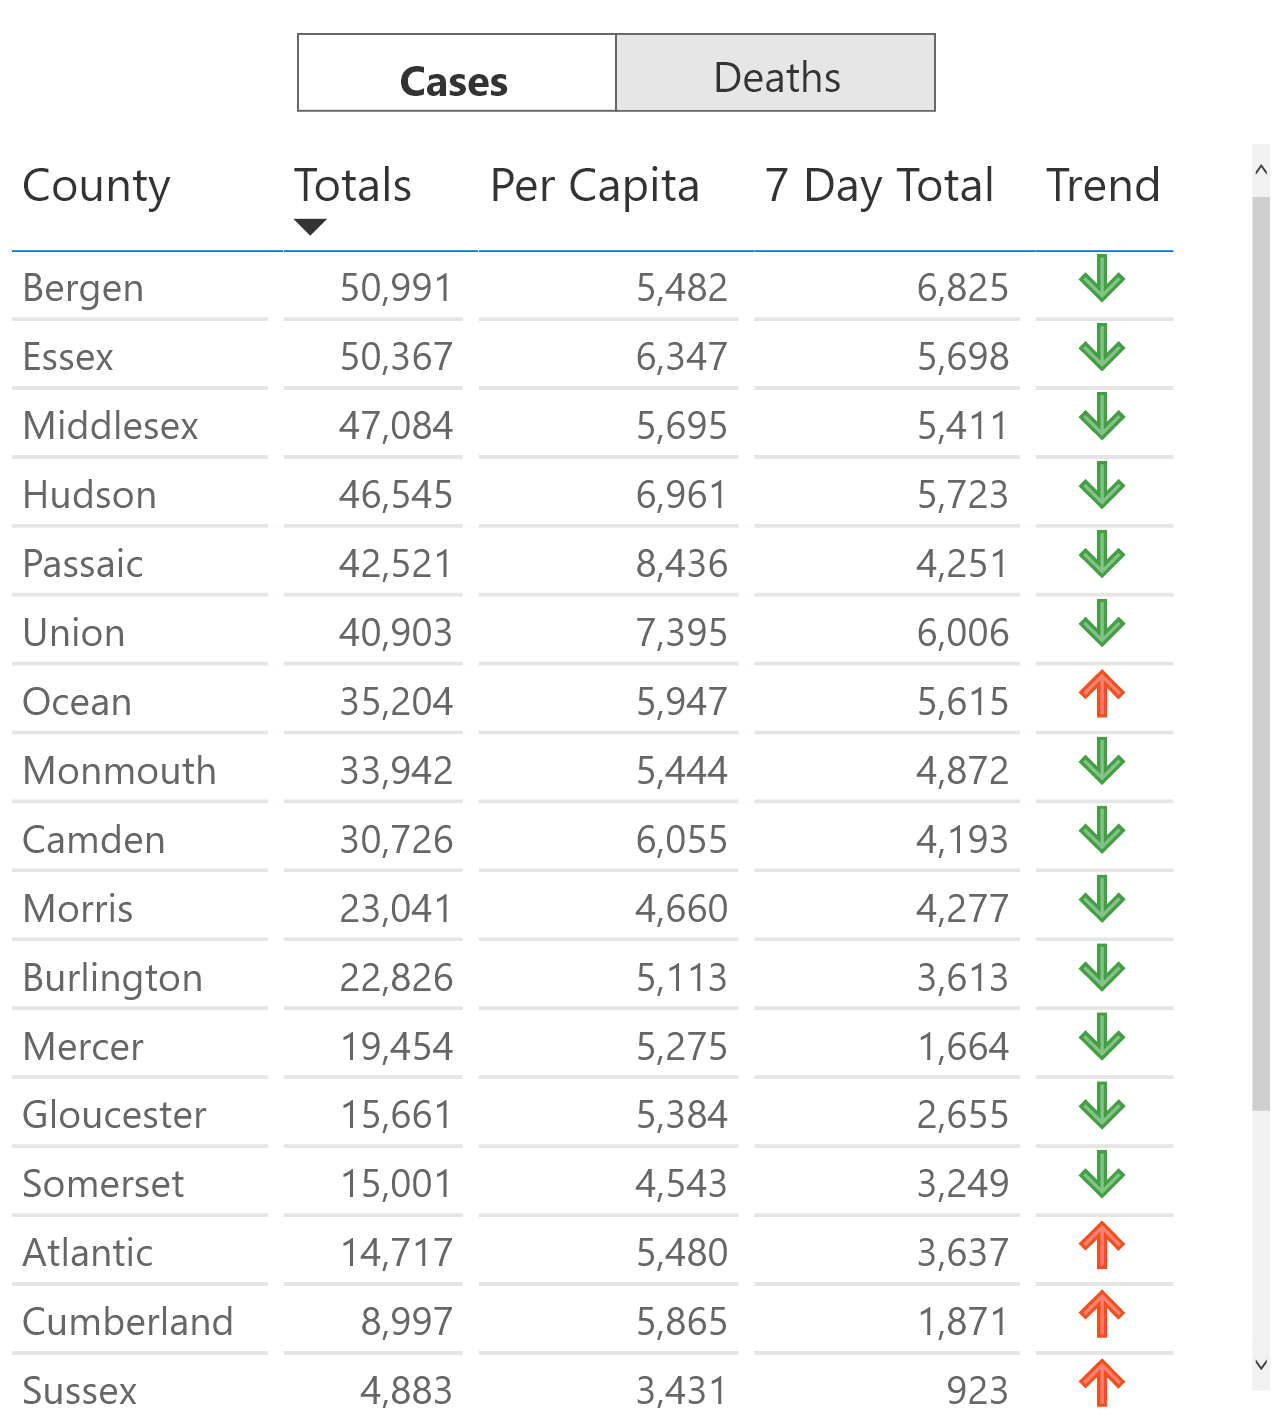 Cases Deaths
County Totals Per Capita 7 Day Total Trend
Bergen 50,991 5,482 6,825
Essex 50,367 6,347 5,698
Middlesex 47,084 5,695 5,411
Hudson 46,545 6,961 5,723
Passaic 42,521 8,436 4,251
Union 40,903 7,395 6,006
Ocean 35,204 5,947 5,615
Monmouth 33,942 5,444 4,872
Camden 30,726 6,055 4,193
Morris 23,041 4,660 4,277
Burlington 22,826 5,113 3,613
Mercer 19,454 5,275 1,664
Gloucester 15,661 5,384 2,655
Somerset 15,001 4,543 3,249
Atlantic 14,717 5,480 3,637
Cumberland 8,997 5,865 1,871
Sussex 4,883 3,431 923